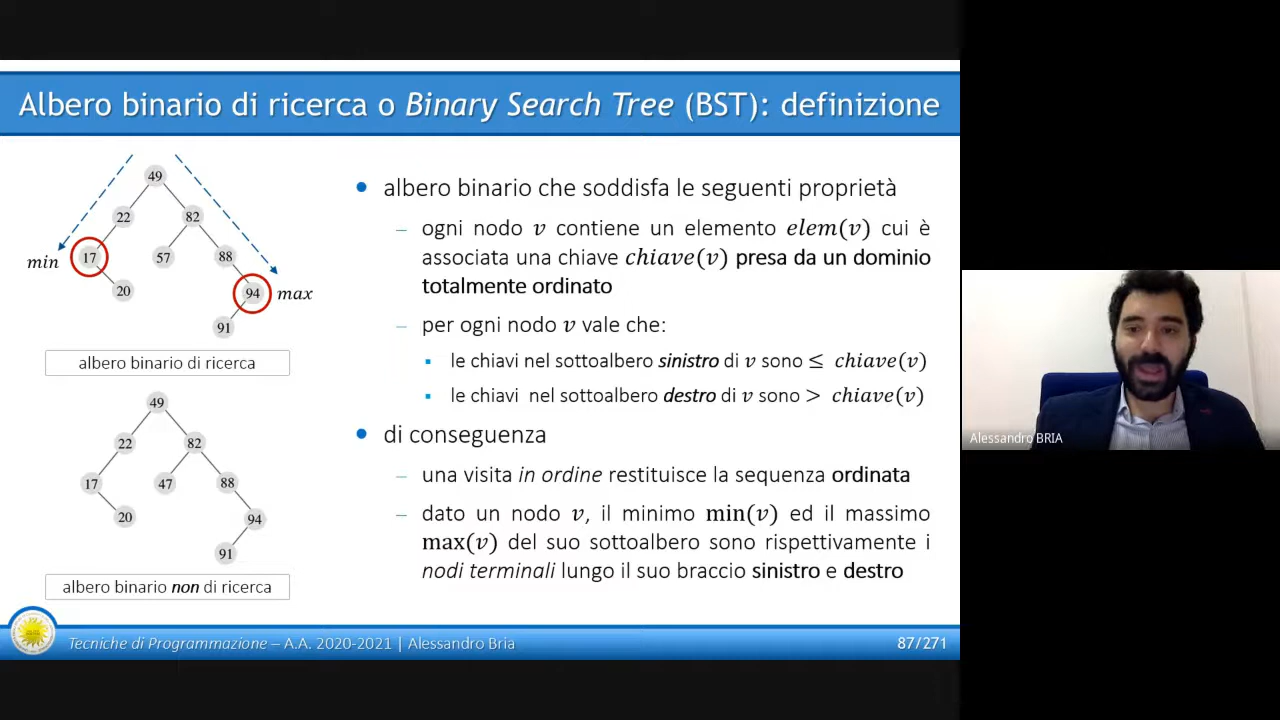 Albero binario di ricerca o Binary Search Tree (BST): definizione
49
22
82
17
57
88
min
20
94
max
91
albero binario di ricerca
49
22
82
17
47
88
20
94
91
albero binario non di ricerca
• albero binario che soddisfa le seguenti proprietà
– ogni nodo v contiene un elemento elem(v) cui è
associata una chiave chiave(v) presa da un dominio
totalmente ordinato
– per ogni nodo v vale che:
▪ le chiavi nel sottoalbero sinistro di v sono ≤ chiave(v)
▪ le chiavi nel sottoalbero destro di v sono > chiave(v)
• di conseguenza
– una visita in ordine restituisce la sequenza ordinata
– dato un nodo v, il minimo min(v) ed il massimo
max(v) del suo sottoalbero sono rispettivamente i
nodi terminali lungo il suo braccio sinistro e destro
Tecniche di Programmazione – A.A. 2020-2021 | Alessandro Bria
87/271
Alessandro BRIA